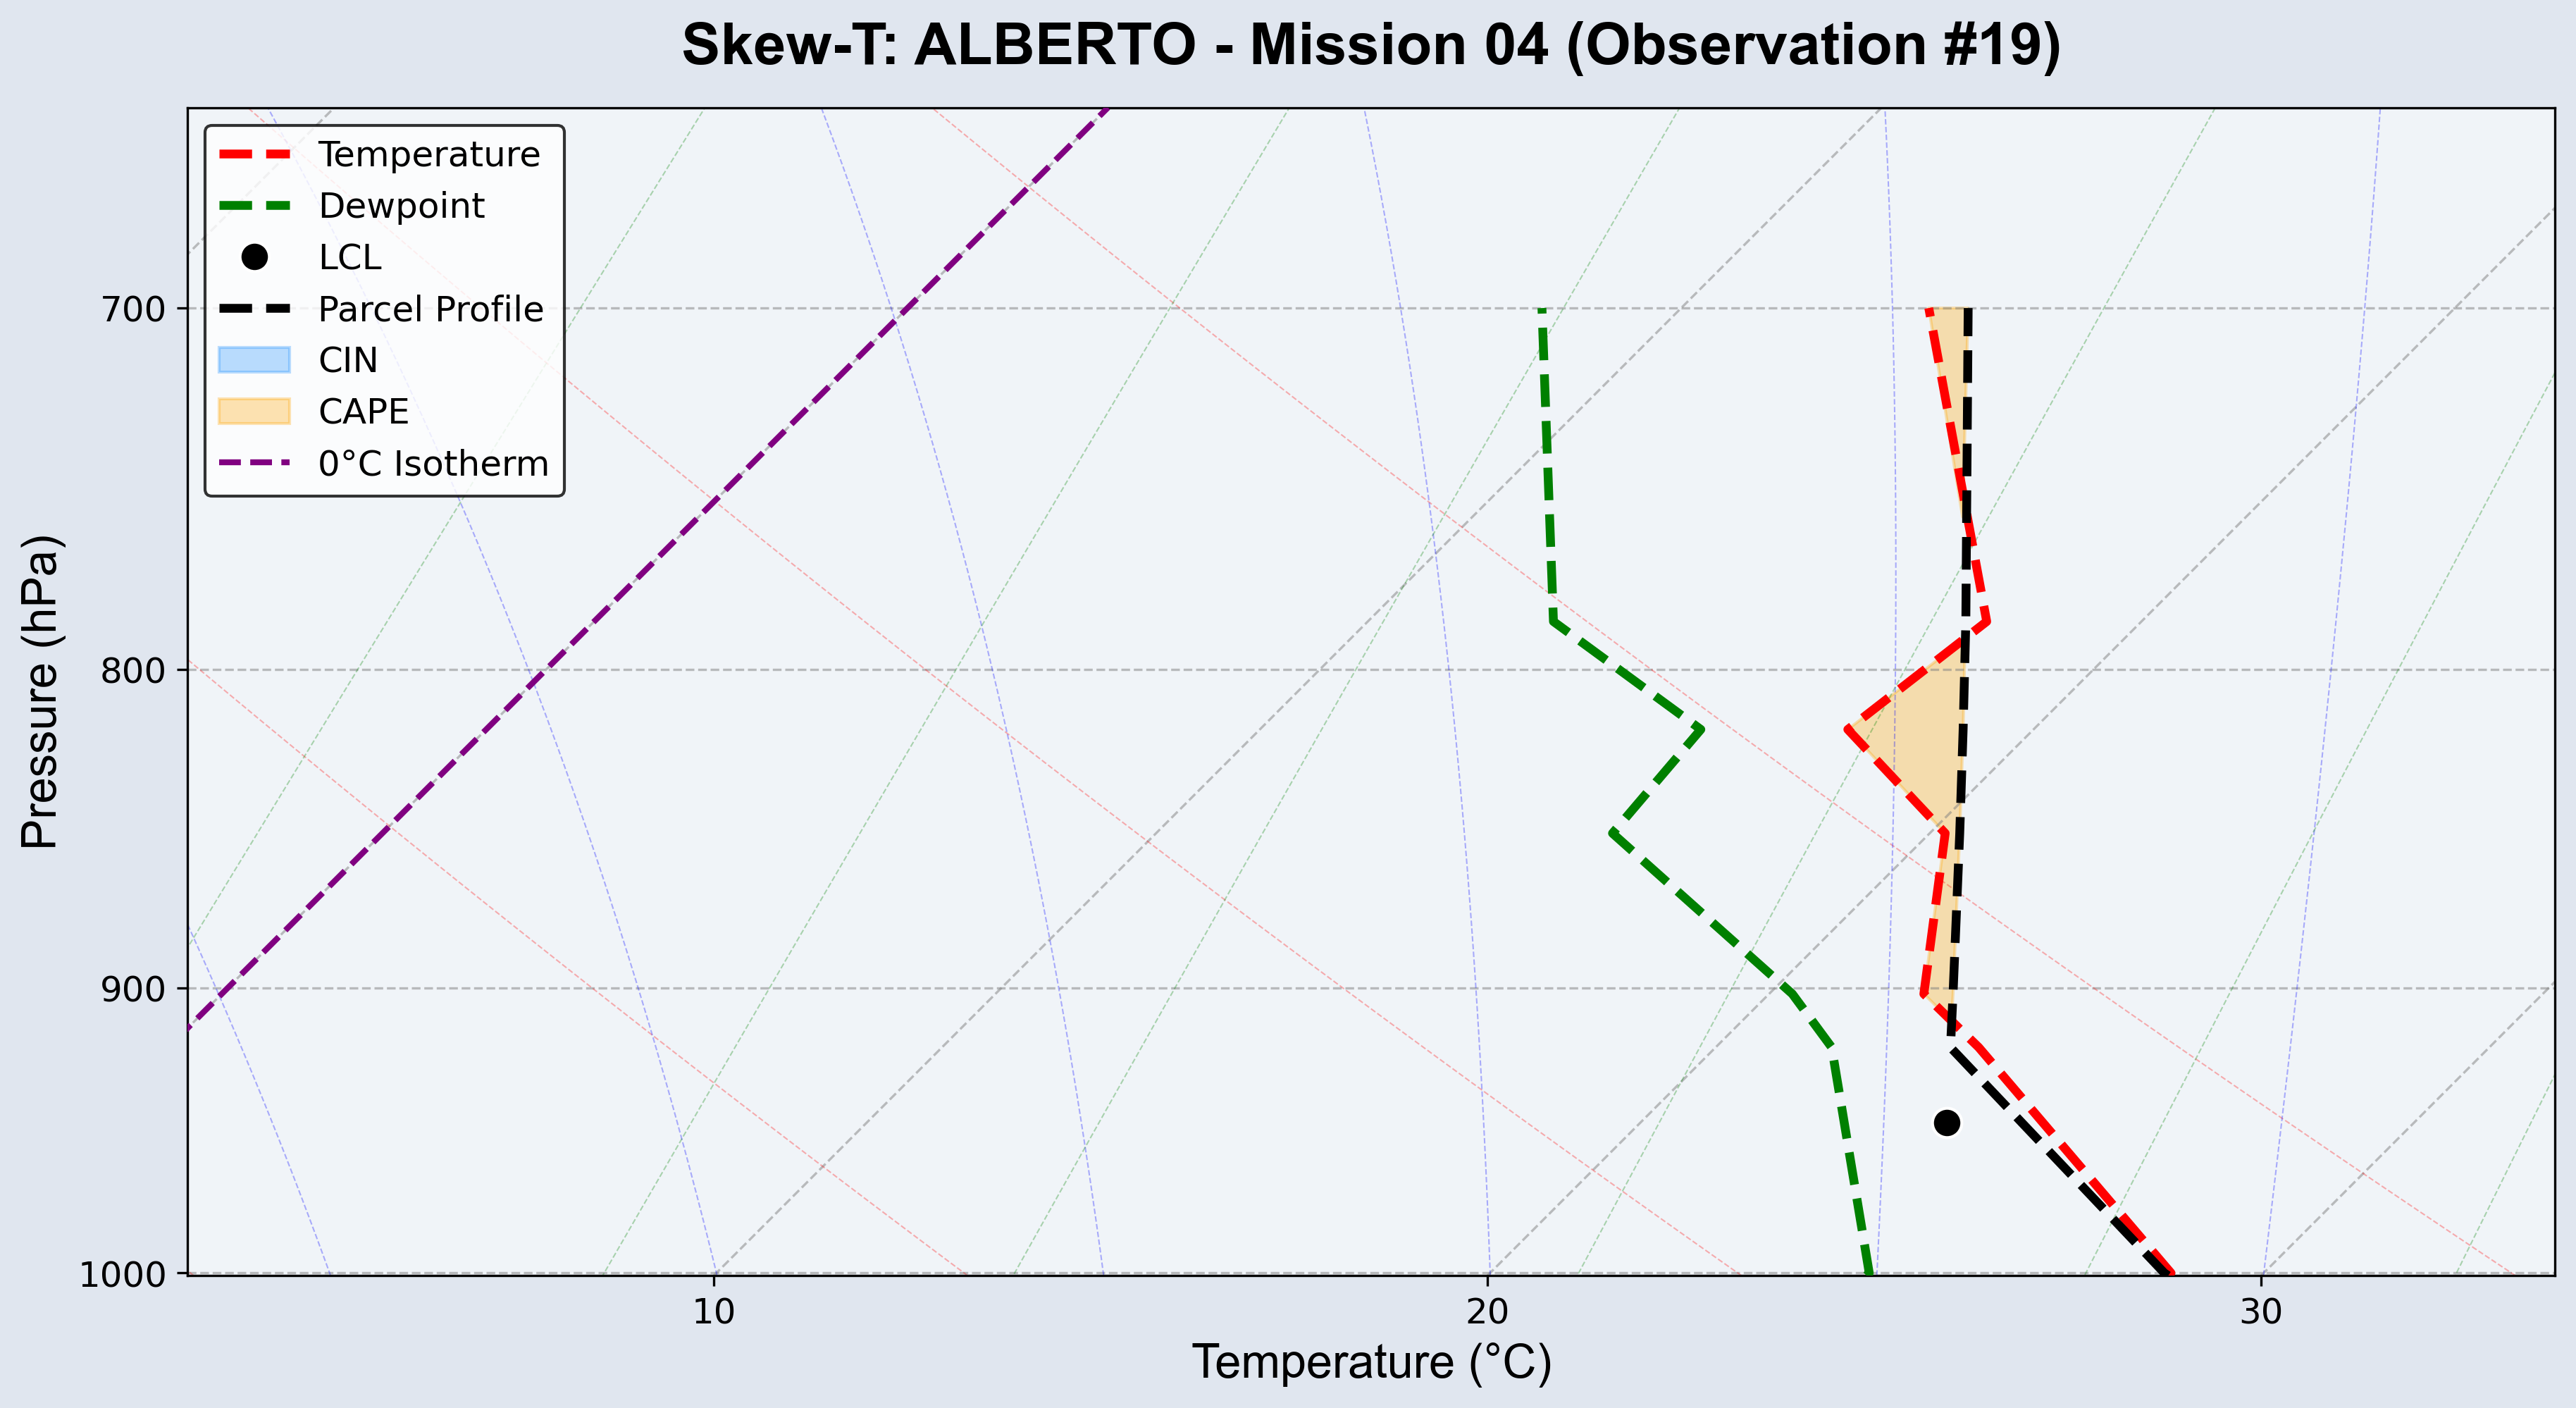 Skew-T: ALBERTO - Mission 04 (Observation #19)
Temperature
Dewpoint
LCL
Parcel Profile
CIN
CAPE
0°C Isotherm
Pressure (hPa)
700
800
900
1000
10
20
30
Temperature (°C)